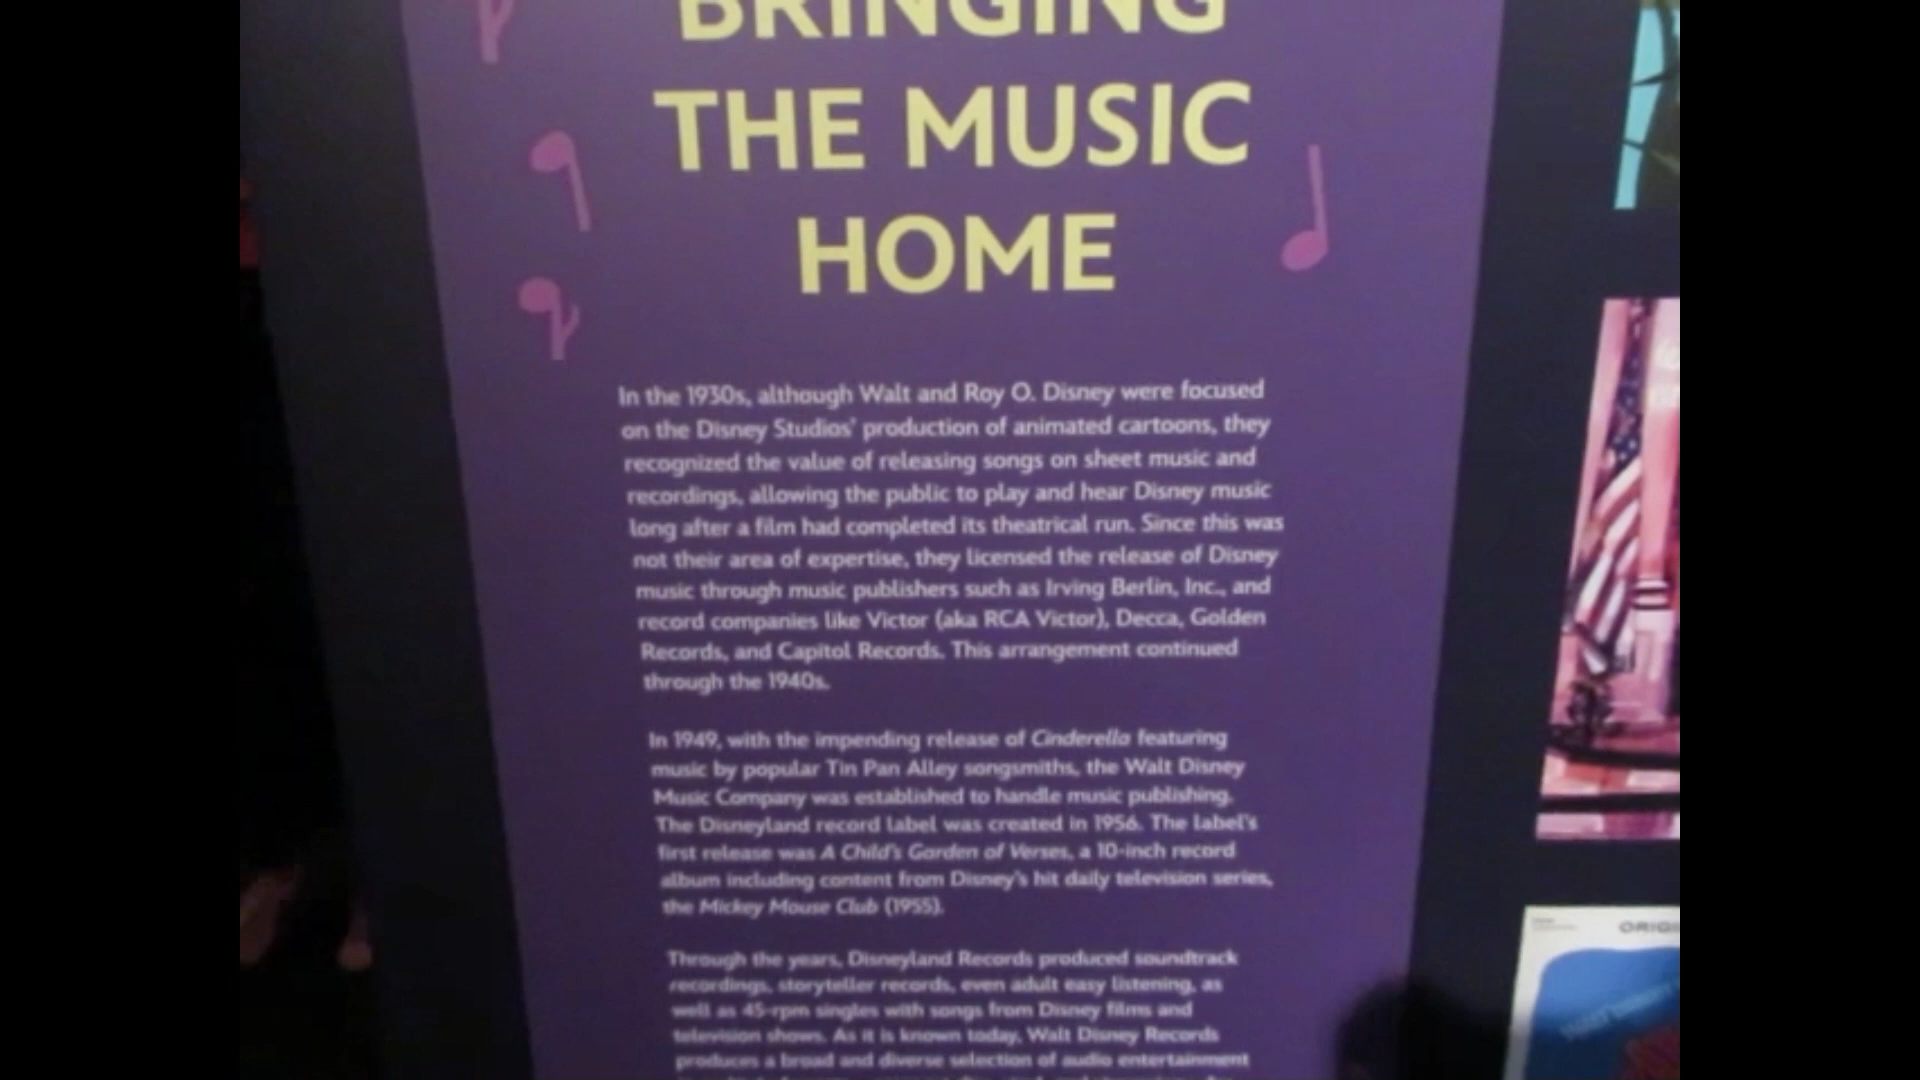 BRINGING
THE MUSIC
HOME
In the 1930s, although Walt and Roy O. Disney were focused
on the Disney Studios' production of animated cartoons, they
recognized the value of releasing songs on sheet music and
recordings, allowing the public to play and hear Disney music
long after a film had completed its theatrical run. Since this was
not their area of expertise, they licensed the release of Disney
music through music publishers such as Irving Berlin, Inc., and
record companies like Victor (aka RCA Victor), Decca, Golden
Records, and Capitol Records. This arrangement continued
through the 1940s.
In 1949, with the impending release of Cinderella featuring
music by popular Tin Pan Alley songsmiths, the Walt Disney
Music Company was established to handle music publishing.
The Disneyland record label was created in 1956. The label's
first release was A Child's Garden of Verses, a 10-inch record
album including content from Disney's hit daily television series,
the Mickey Mouse Club (1955).
Through the years, Disneyland Records produced soundtrack
recordings, storyteller records, even adult easy listening, as
well as 45-rpm singles with songs from Disney films and
television shows. As it is known today, Walt Disney Records
produces a broad and diverse selection of audio entertainment
ORIGI